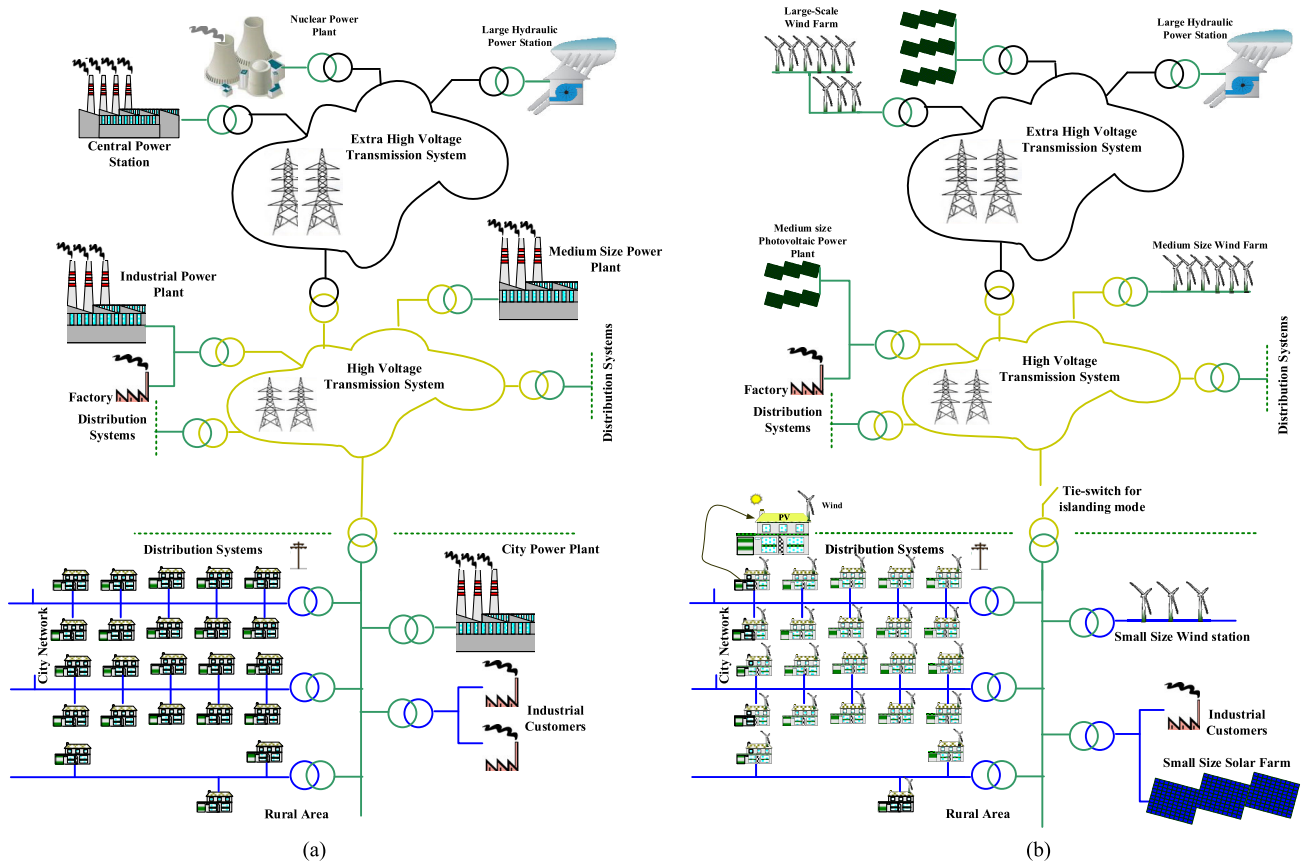 Nuclear Power
Plant
Large Hydraulic
Power Station
Central Power
Station
Extra High Voltage
Transmission System
Industrial Power
Plant
Medium Size Power
Plant
Factory
High Voltage
Transmission System
Distribution
Systems
Distribution Systems
Distribution Systems
City Power Plant
City Network
Industrial
Customers
Rural Area
(a)
Large-Scale
Wind Farm
Large Hydraulic
Power Station
Extra High Voltage
Transmission System
Medium size
Photovoltaic Power
Plant
Medium Size Wind Farm
Factory
High Voltage
Transmission System
Distribution
Systems
Distribution Systems
Tie-switch for
islanding mode
Wind
PV
Distribution Systems
City Network
Small Size Wind station
Industrial
Customers
Small Size Solar Farm
Rural Area
(b)